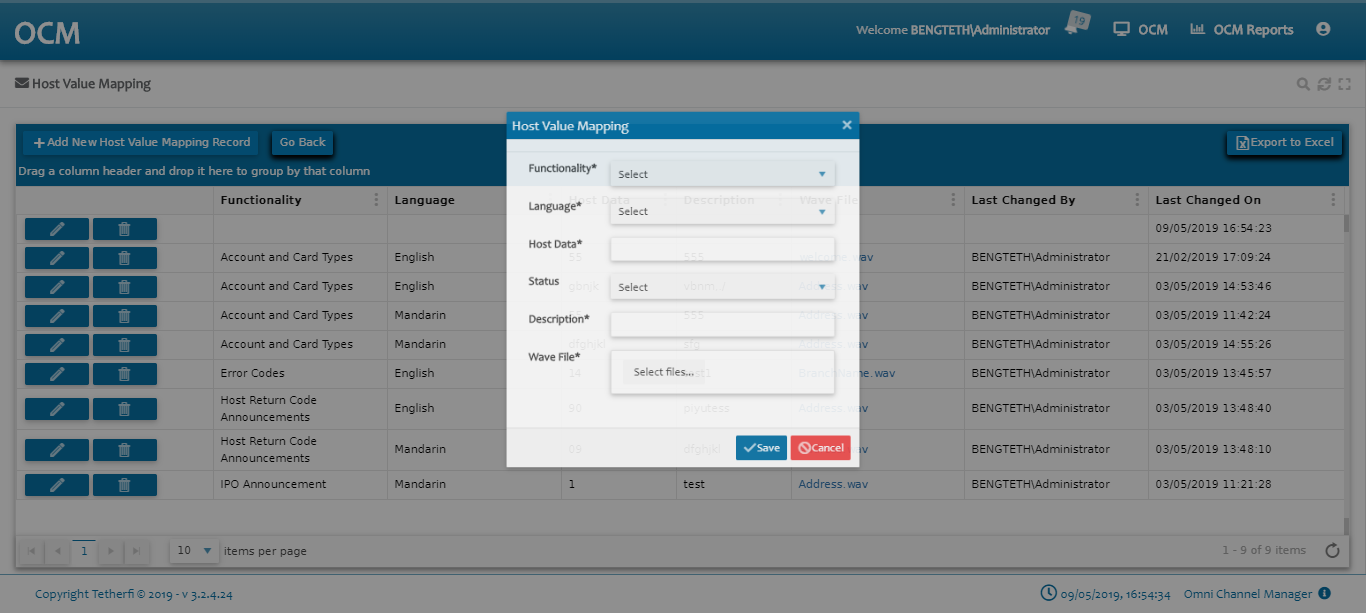 OCM
Welcome BENGTETH\Administrator
19
OCM
OCM Reports
Host Value Mapping
Add New Host Value Mapping Record
Go Back
Export to Excel
Drag a column header and drop it here to group by that column
Functionality Language Host Data Description Wave File Last Changed By Last Changed On
09/05/2019 16:54:23
Account and Card Types English 55 555 welcome.wav BENGTETH\Administrator 21/02/2019 17:09:24
Account and Card Types English gbnjk BENGTETH\Administrator 03/05/2019 14:53:46
Account and Card Types Mandarin 555 Address.wav BENGTETH\Administrator 03/05/2019 11:42:24
Account and Card Types Mandarin dfghjkl sfg Address.wav BENGTETH\Administrator 03/05/2019 14:55:26
Error Codes English 14 BranchName.wav BENGTETH\Administrator 03/05/2019 13:45:57
Host Return Code
Announcements
English 90 plyutess Address.wav BENGTETH\Administrator 03/05/2019 13:48:40
Host Return Code
Announcements
Mandarin 09 dfghjkl BENGTETH\Administrator 03/05/2019 13:48:10
IPO Announcement Mandarin 1 test Address.wav BENGTETH\Administrator 03/05/2019 11:21:28
Host Value Mapping
Functionality* Select
Language* Select
Host Data*
Status Select
Description*
Wave File* Select files...
Save Cancel
1
10 items per page
1 - 9 of 9 items
Copyright Tetherfi © 2019 - v 3.2.4.24
09/05/2019, 16:54:34 Omni Channel Manager